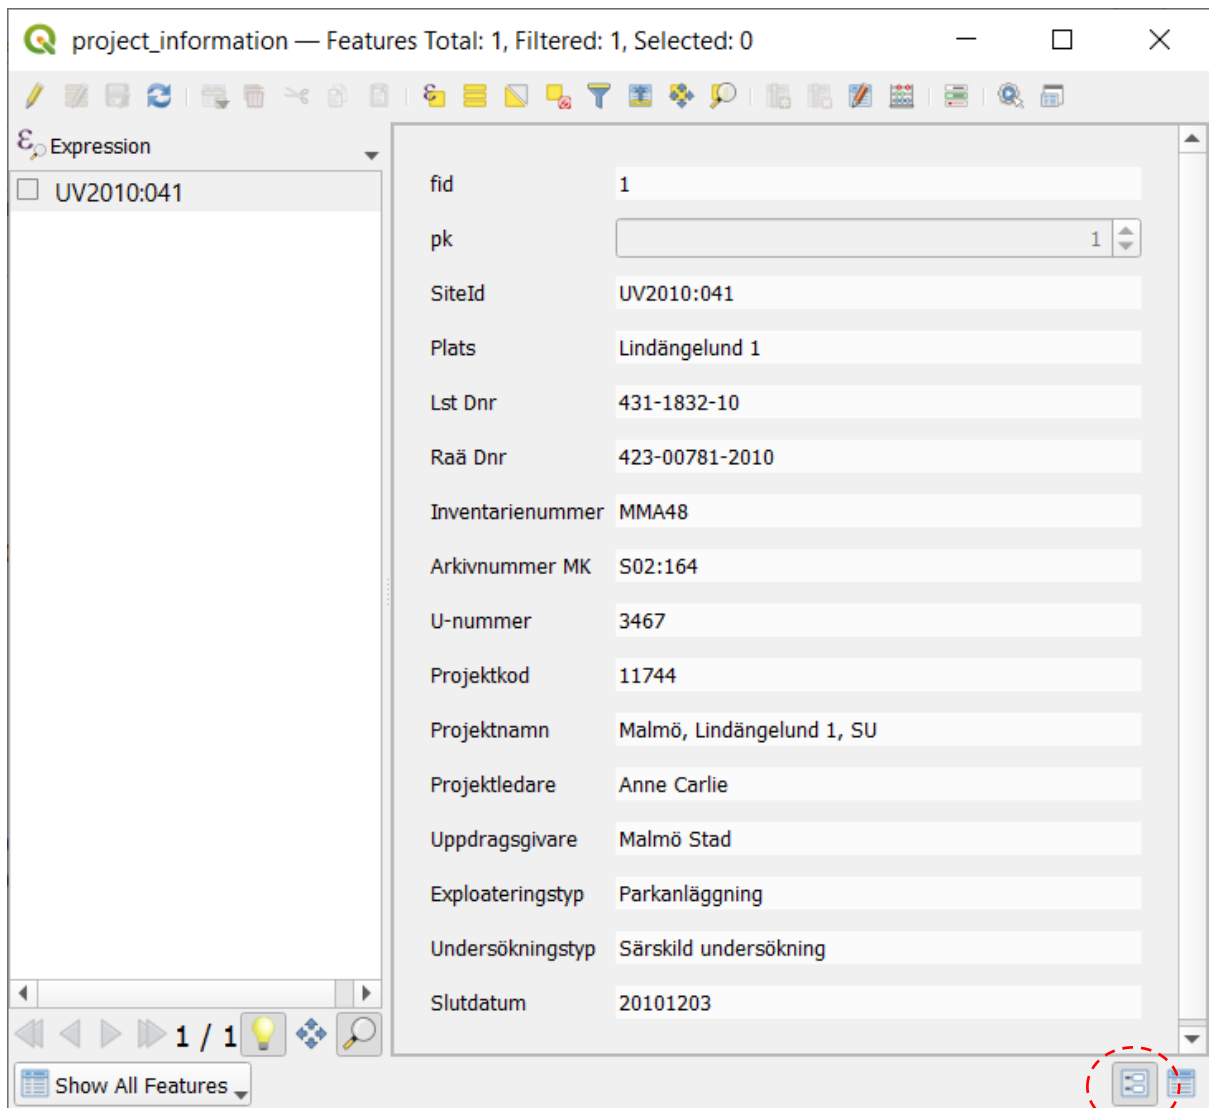 project_information — Features Total: 1, Filtered: 1, Selected: 0
Expression
UV2010:041
fid 1
pk 1
SiteId UV2010:041
Plats Lindängelund 1
Lst Dnr 431-1832-10
Raä Dnr 423-00781-2010
Inventarienummer MMA48
Arkivnummer MK S02:164
U-nummer 3467
Projektkod 11744
Projektnamn Malmö, Lindängelund 1, SU
Projektledare Anne Carlie
Uppdragsgivare Malmö Stad
Exploateringstyp Parkanläggning
Undersökningstyp Särskild undersökning
Slutdatum 20101203
1 / 1
Show All Features